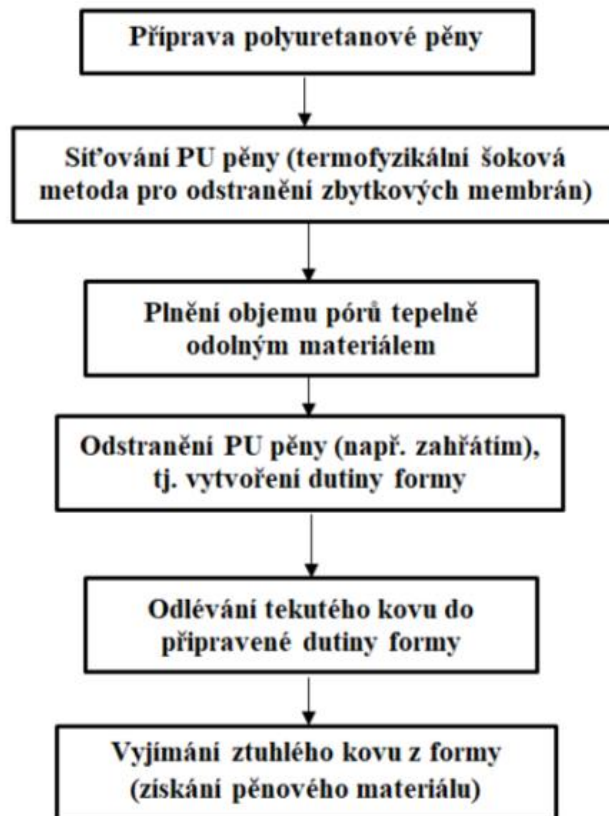 Příprava polyuretanové pěny
Síťování PU pěny (termofyzikální šoková
metoda pro odstranění zbytkových membrán)
Plnění objemu pórů tepelně
odolným materiálem
Odstranění PU pěny (např. zahřátím),
tj. vytvoření dutiny formy
Odlévání tekutého kovu do
připravené dutiny formy
Vyjímání ztuhlého kovu z formy
(získání pěnového materiálu)